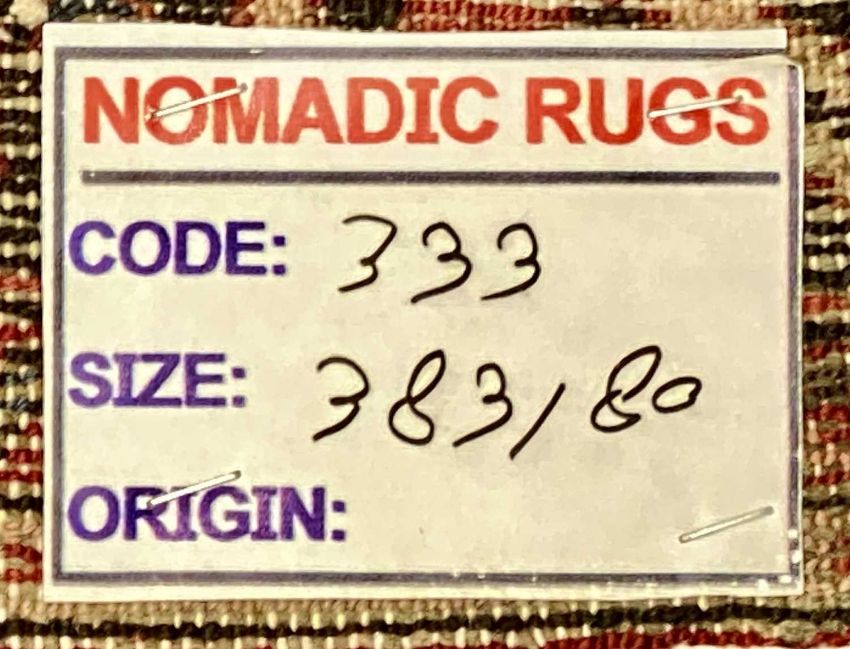 NOMADIC RUGS
CODE: 333
SIZE: 383/80
ORIGIN: